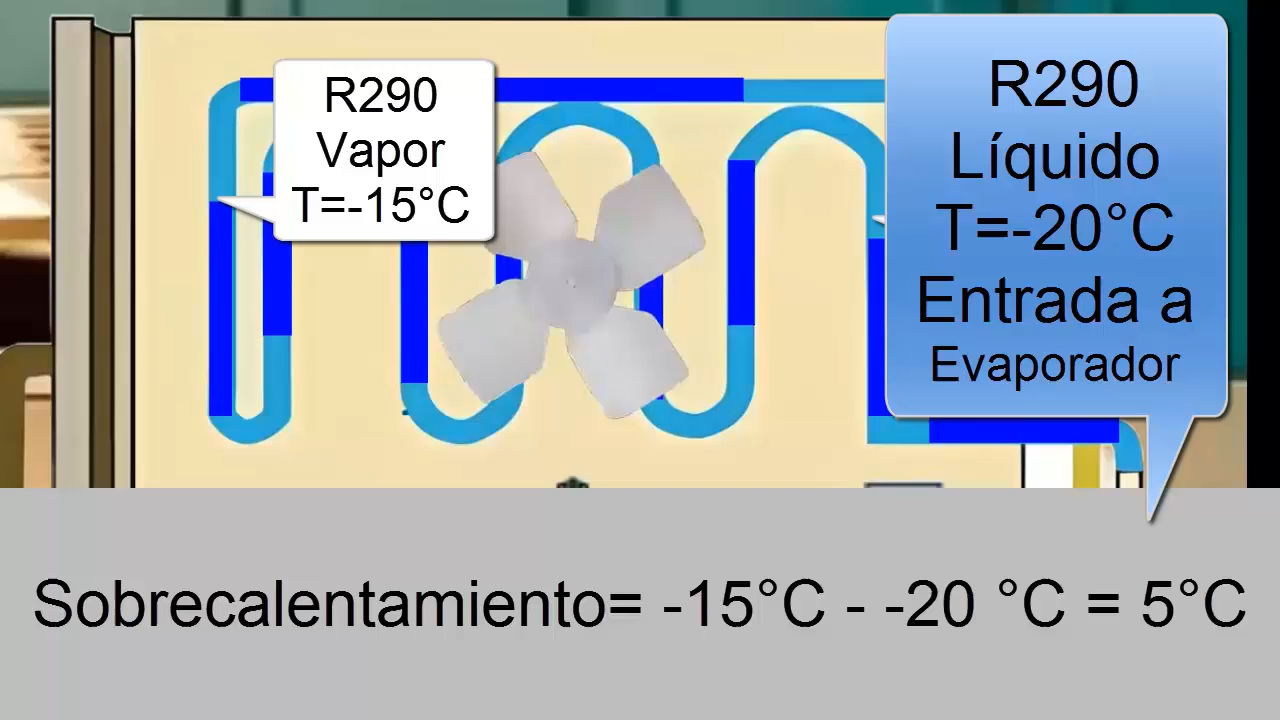 R290
Vapor
T=-15°C
R290
Líquido
T=-20°C
Entrada a
Evaporador
Sobrecalentamiento= -15°C - -20 °C = 5°C